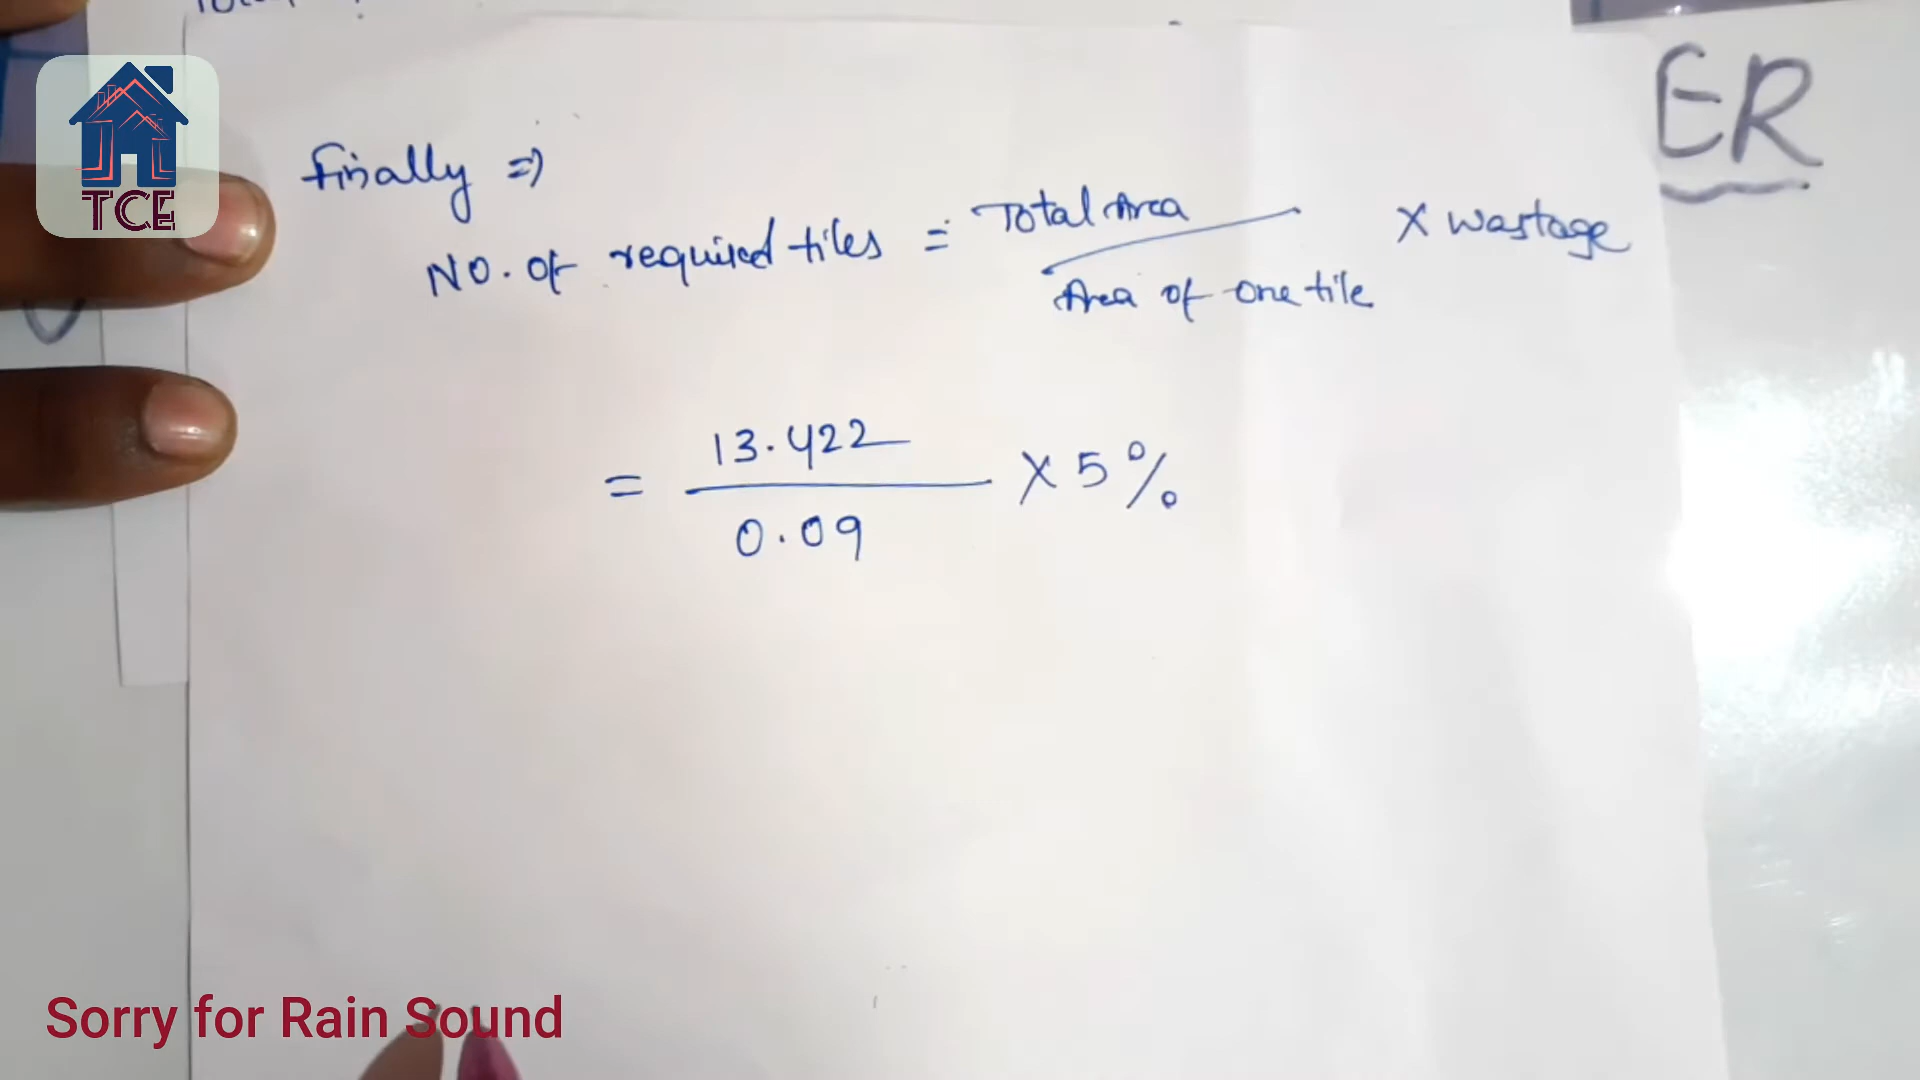 TCE
ER
Finally ⇒
No. of required tiles = Total Area / Area of one tile × wastage
= 13.422 / 0.09 × 5%
Sorry for Rain Sound